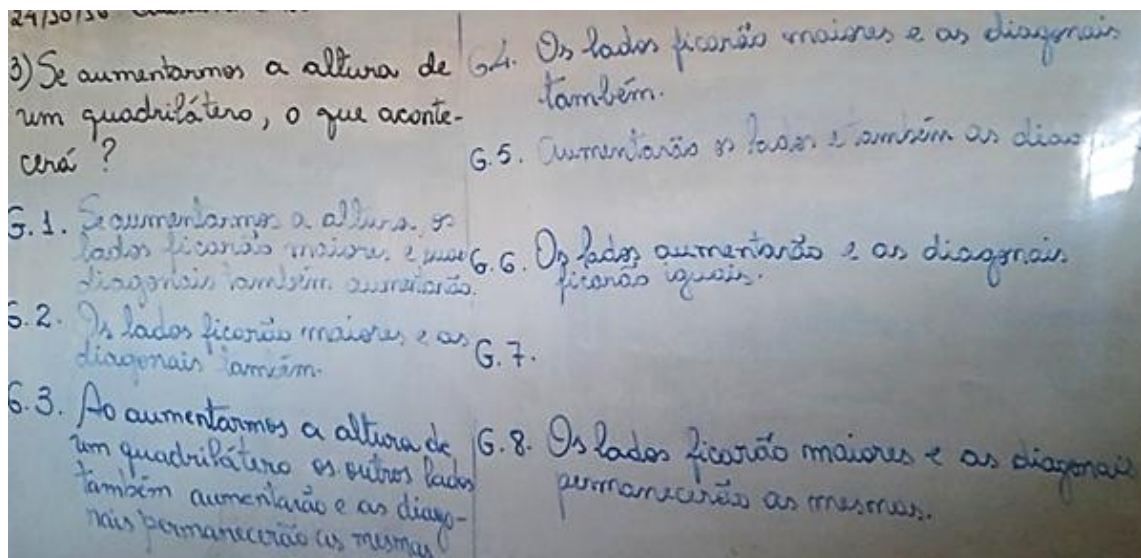 3) Se aumentarmos a altura de
um quadrilátero, o que aconte-
cerá ?
G.1. Se aumentarmos a altura, os
lados ficarão maiores e suas
diagonais também aumentarão.
G.2. Os lados ficarão maiores e as
diagonais também.
G.3. Ao aumentarmos a altura de
um quadrilátero os outros lados
também aumentarão e as diago-
nais permanecerão as mesmas
G4. Os lados ficarão maiores e as diagonais
também.
G.5. Aumentarão os lados e também as
G.6. Os lados aumentarão e as diagonais
ficarão iguais.
G.7.
G.8. Os lados ficarão maiores e as diagonais
permanecerão as mesmas.